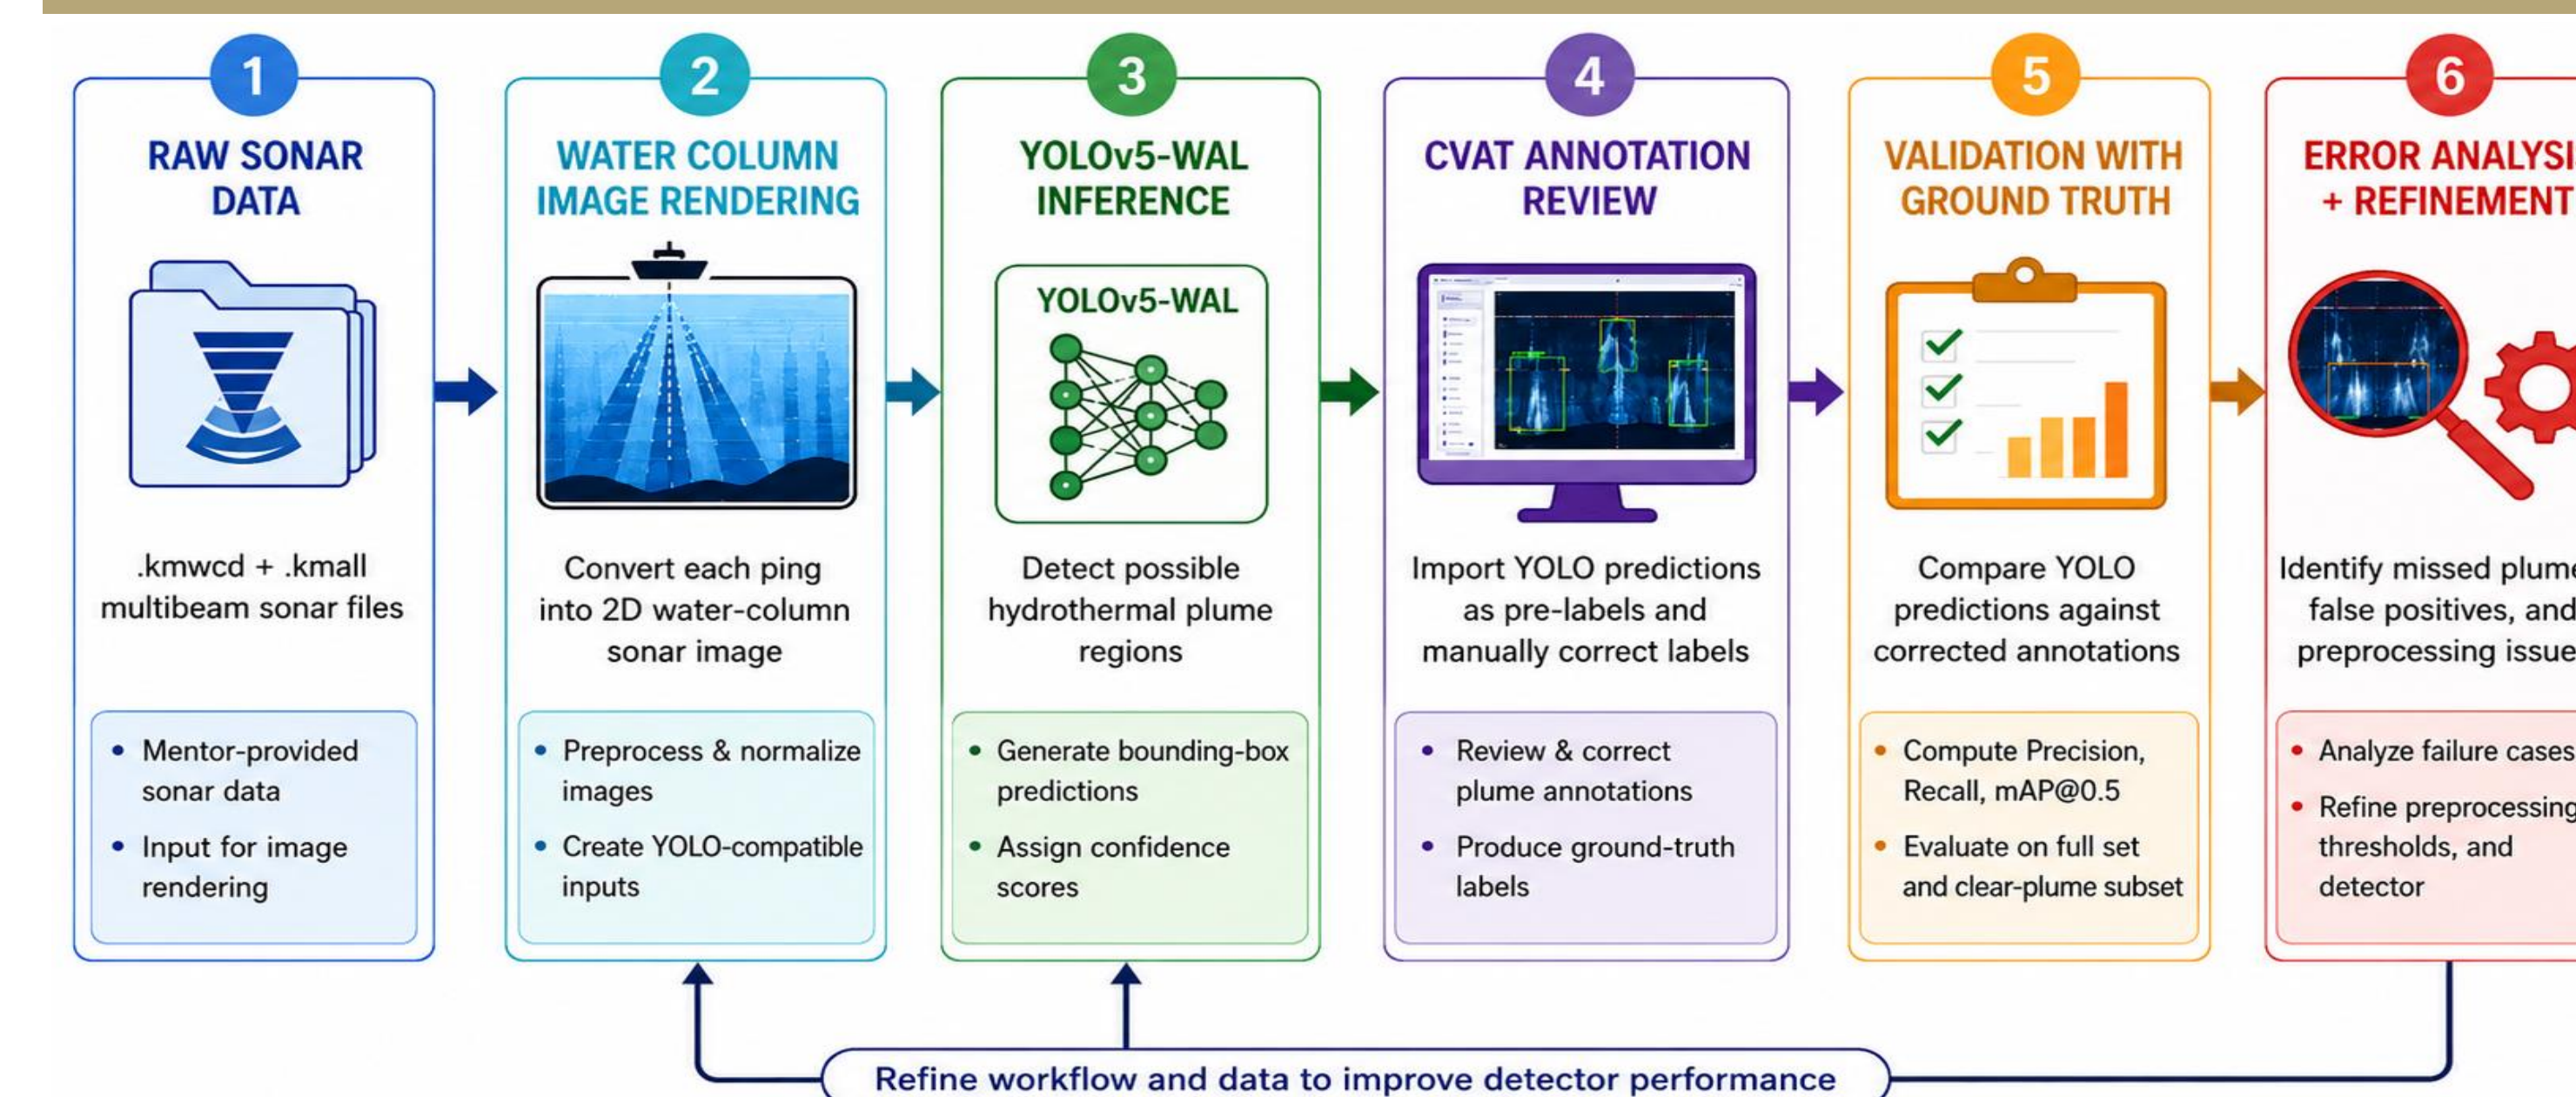 1
RAW SONAR
DATA
.kmwcd + .kmall
multibeam sonar files
• Mentor-provided
sonar data
• Input for image
rendering
2
WATER COLUMN
IMAGE RENDERING
Convert each ping
into 2D water-column
sonar image
• Preprocess & normalize
images
• Create YOLO-compatible
inputs
3
YOLOv5-WAL
INFERENCE
YOLOv5-WAL
Detect possible
hydrothermal plume
regions
• Generate bounding-box
predictions
• Assign confidence
scores
4
CVAT ANNOTATION
REVIEW
Import YOLO predictions
as pre-labels and
manually correct labels
• Review & correct
plume annotations
• Produce ground-truth
labels
5
VALIDATION WITH
GROUND TRUTH
Compare YOLO
predictions against
corrected annotations
• Compute Precision,
Recall, mAP@0.5
• Evaluate on full set
and clear-plume subset
6
ERROR ANALYSI
+ REFINEMENT
Identify missed plume
false positives, and
preprocessing issue
• Analyze failure cases
• Refine preprocessing
thresholds, and
detector
Refine workflow and data to improve detector performance